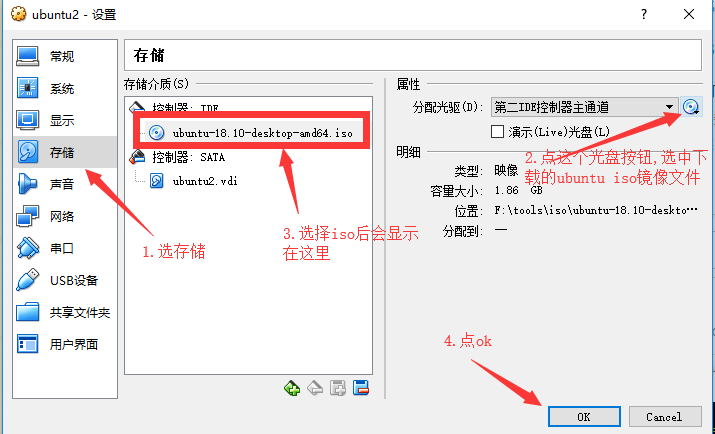 ubuntu2 - 设置
常规
系统
显示
存储
声音
网络
串口
USB设备
共享文件夹
用户界面
存储
存储介质(S)
控制器: IDE
ubuntu-18.10-desktop-amd64.iso
控制器: SATA
ubuntu2.vdi
属性
分配光驱(D):
第二IDE控制器主通道
演示(Live)光盘(L)
明细
类型:
映像
容量大小:
1.86 GB
位置:
F:\tools\iso\ubuntu-18.10-deskto…
分配到:
—
1.选存储
2.点这个光盘按钮,选中下
载的ubuntu iso镜像文件
3.选择iso后会显示
在这里
4.点ok
OK
Cancel